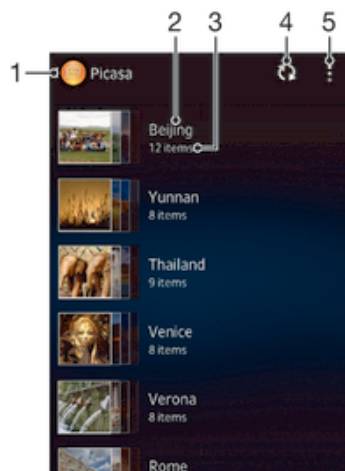 2 3 4 5
1 Picasa
Beijing
12 items
Yunnan
8 items
Thailand
9 items
Venice
8 items
Verona
8 items
Rome